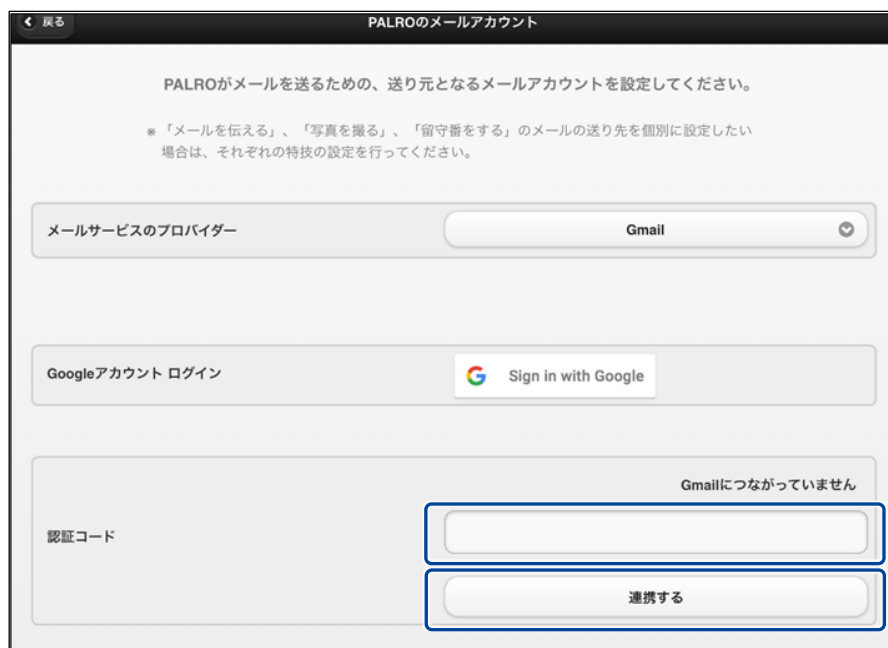 戻る
PALROのメールアカウント
PALROがメールを送るための、送り元となるメールアカウントを設定してください。
※「メールを伝える」、「写真を撮る」、「留守番をする」のメールの送り先を個別に設定したい
場合は、それぞれの特技の設定を行ってください。
メールサービスのプロバイダー
Gmail
Googleアカウント ログイン
Sign in with Google
Gmailにつながっていません
認証コード
連携する